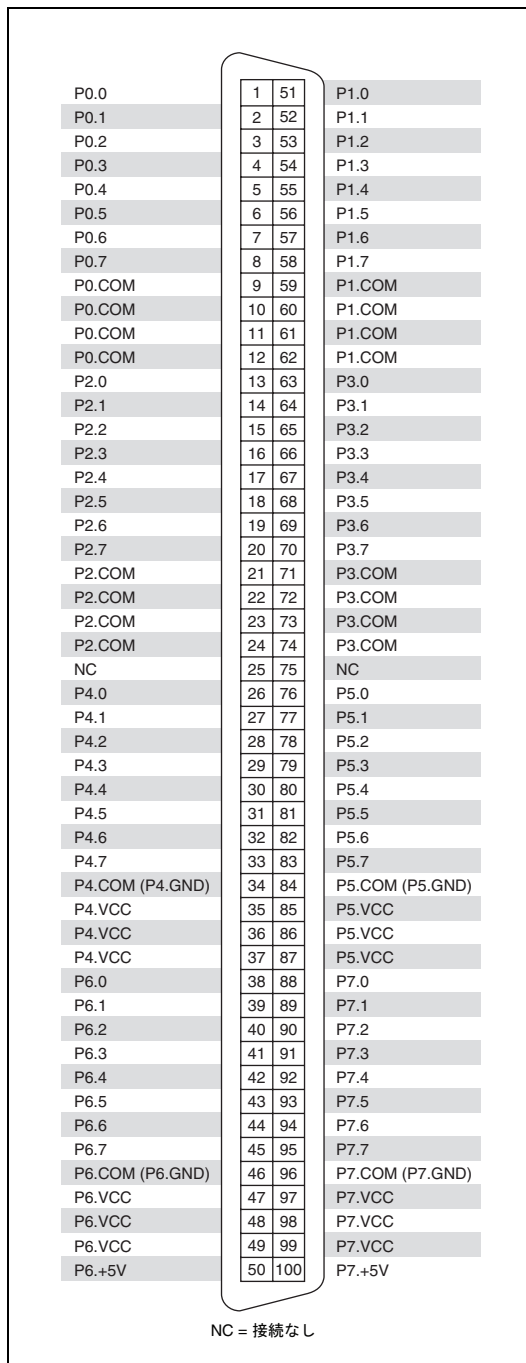 P0.0 1 51 P1.0
P0.1 2 52 P1.1
P0.2 3 53 P1.2
P0.3 4 54 P1.3
P0.4 5 55 P1.4
P0.5 6 56 P1.5
P0.6 7 57 P1.6
P0.7 8 58 P1.7
P0.COM 9 59 P1.COM
P0.COM 10 60 P1.COM
P0.COM 11 61 P1.COM
P0.COM 12 62 P1.COM
P2.0 13 63 P3.0
P2.1 14 64 P3.1
P2.2 15 65 P3.2
P2.3 16 66 P3.3
P2.4 17 67 P3.4
P2.5 18 68 P3.5
P2.6 19 69 P3.6
P2.7 20 70 P3.7
P2.COM 21 71 P3.COM
P2.COM 22 72 P3.COM
P2.COM 23 73 P3.COM
P2.COM 24 74 P3.COM
NC 25 75 NC
P4.0 26 76 P5.0
P4.1 27 77 P5.1
P4.2 28 78 P5.2
P4.3 29 79 P5.3
P4.4 30 80 P5.4
P4.5 31 81 P5.5
P4.6 32 82 P5.6
P4.7 33 83 P5.7
P4.COM (P4.GND) 34 84 P5.COM (P5.GND)
P4.VCC 35 85 P5.VCC
P4.VCC 36 86 P5.VCC
P4.VCC 37 87 P5.VCC
P6.0 38 88 P7.0
P6.1 39 89 P7.1
P6.2 40 90 P7.2
P6.3 41 91 P7.3
P6.4 42 92 P7.4
P6.5 43 93 P7.5
P6.6 44 94 P7.6
P6.7 45 95 P7.7
P6.COM (P6.GND) 46 96 P7.COM (P7.GND)
P6.VCC 47 97 P7.VCC
P6.VCC 48 98 P7.VCC
P6.VCC 49 99 P7.VCC
P6.+5V 50 100 P7.+5V
NC = 接続なし